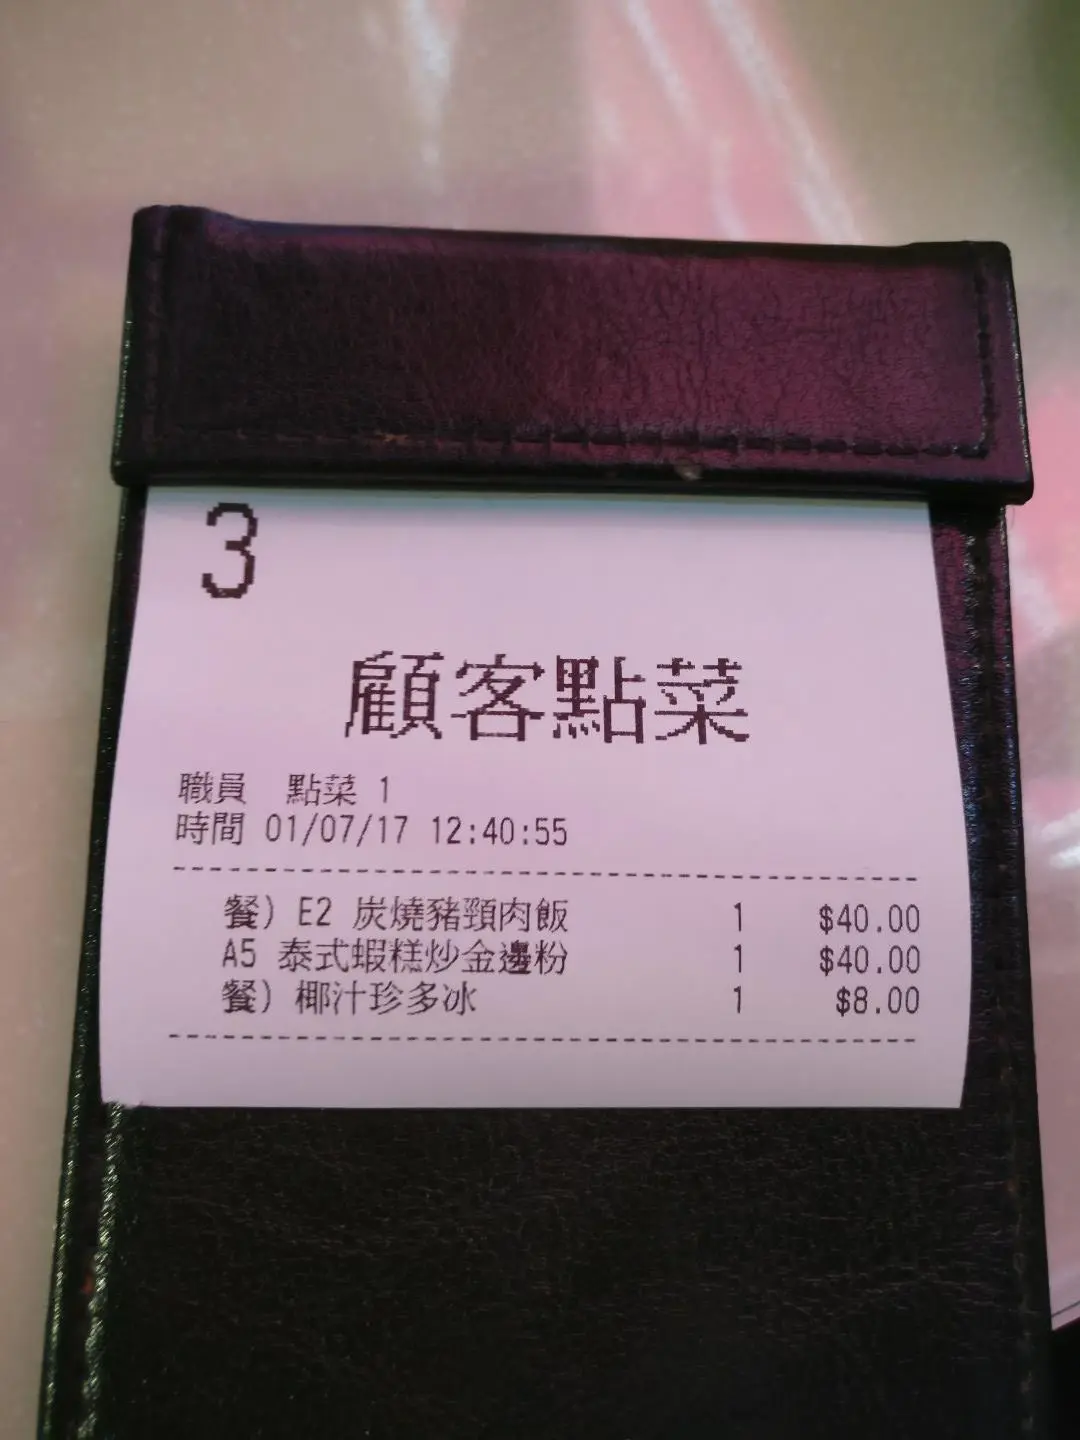 3
顧客點菜
職員 點菜 1
時間 01/07/17 12:40:55
餐) E2 炭燒豬頸肉飯 1 $40.00
A5 泰式蝦糕炒金邊粉 1 $40.00
餐) 椰汁珍多冰 1 $8.00